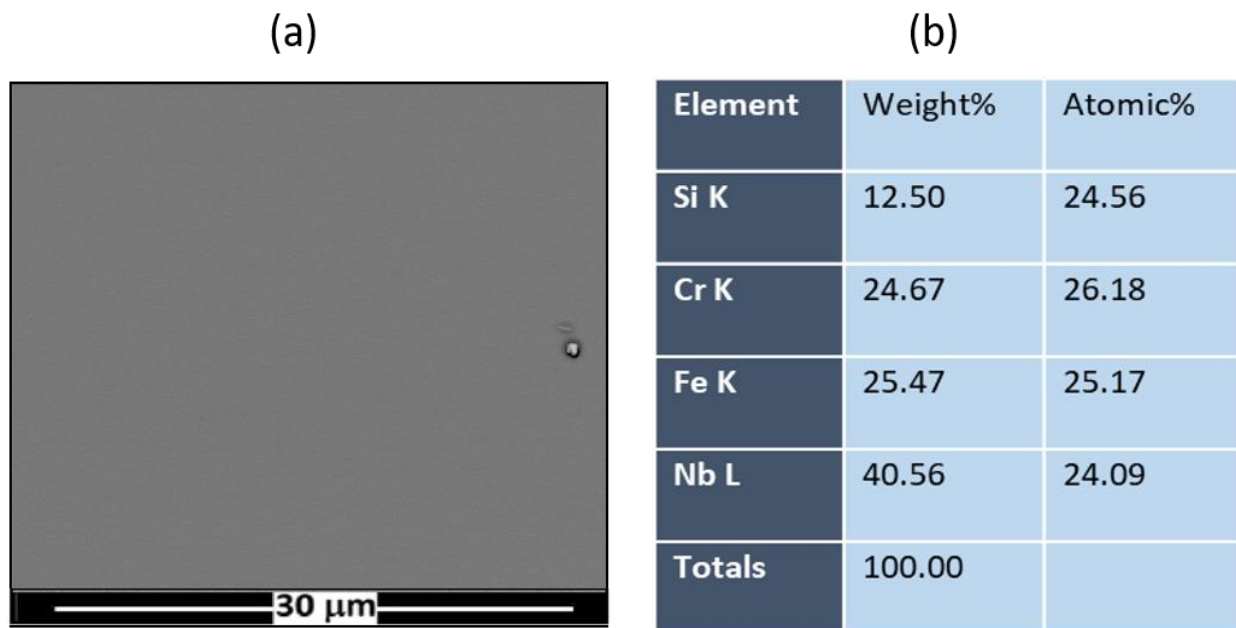 (a)
(b)
30 μm
Element Weight% Atomic%
Si K 12.50 24.56
Cr K 24.67 26.18
Fe K 25.47 25.17
Nb L 40.56 24.09
Totals 100.00